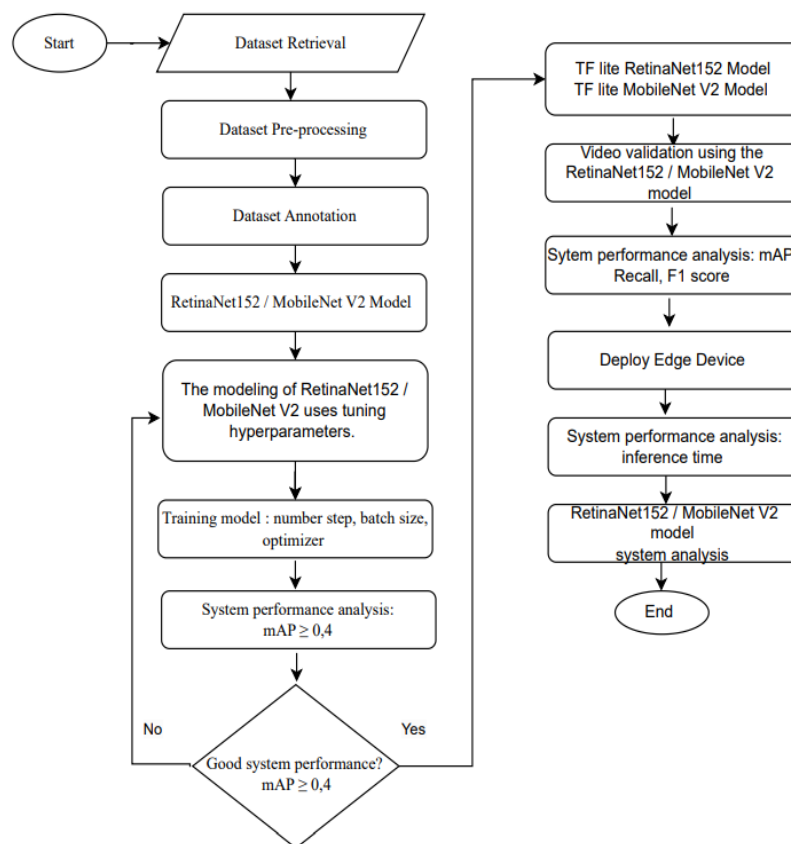 Start
Dataset Retrieval
Dataset Pre-processing
Dataset Annotation
RetinaNet152 / MobileNet V2 Model
The modeling of RetinaNet152 /
MobileNet V2 uses tuning
hyperparameters.
Training model : number step, batch size,
optimizer
System performance analysis:
mAP ≥ 0,4
No
Yes
Good system performance?
mAP ≥ 0,4
TF lite RetinaNet152 Model
TF lite MobileNet V2 Model
Video validation using the
RetinaNet152 / MobileNet V2
model
Sytem performance analysis: mAP
Recall, F1 score
Deploy Edge Device
System performance analysis:
inference time
RetinaNet152 / MobileNet V2
model
system analysis
End